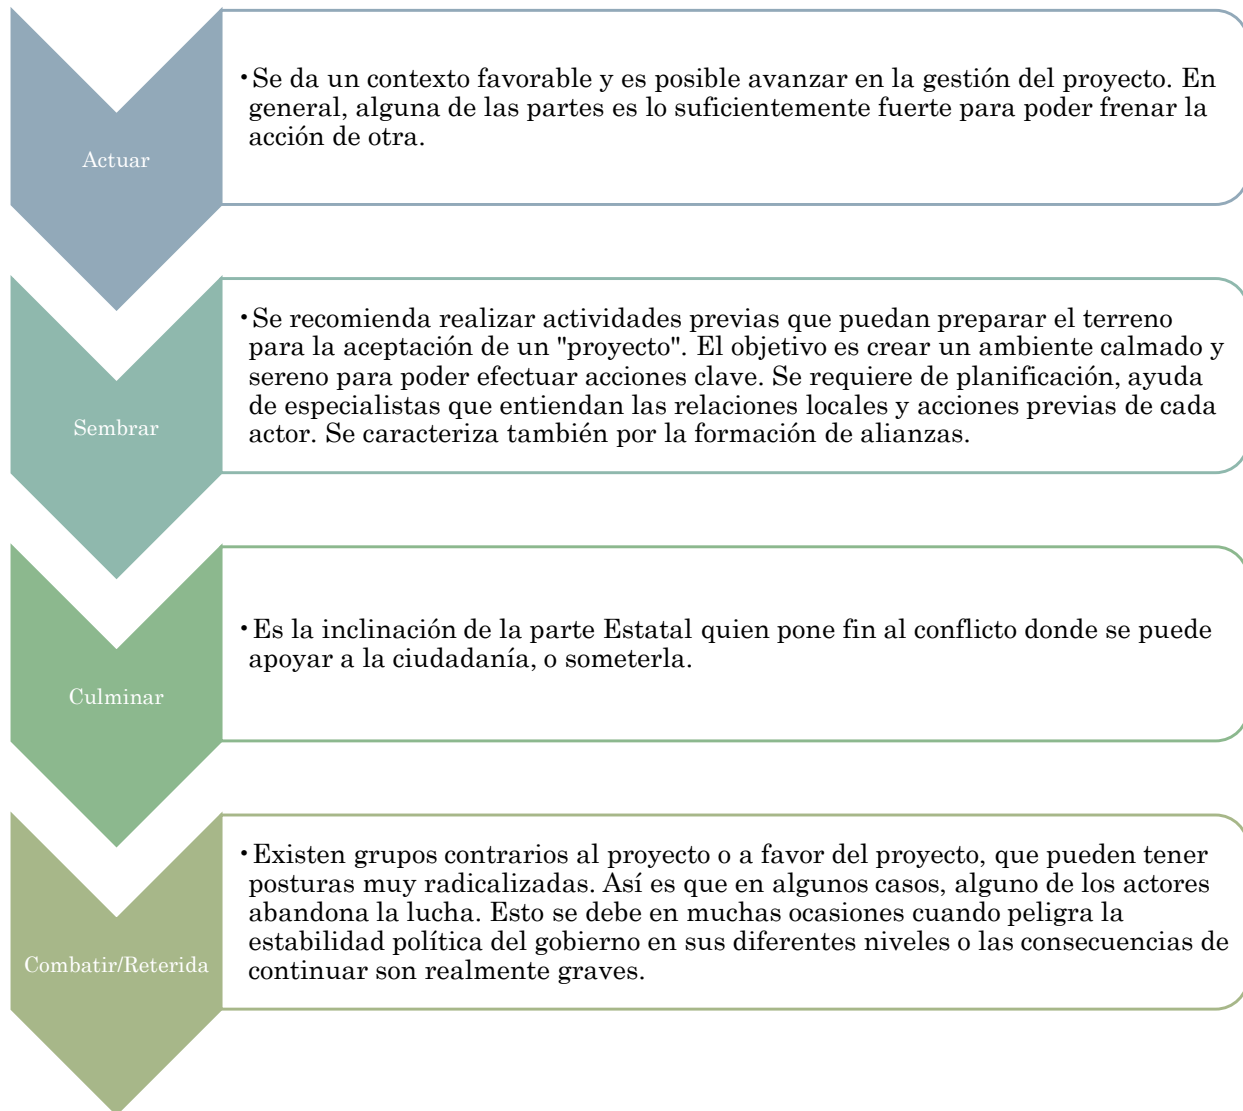 Actuar
•Se da un contexto favorable y es posible avanzar en la gestión del proyecto. En
general, alguna de las partes es lo suficientemente fuerte para poder frenar la
acción de otra.
Sembrar
•Se recomienda realizar actividades previas que puedan preparar el terreno
para la aceptación de un "proyecto". El objetivo es crear un ambiente calmado y
sereno para poder efectuar acciones clave. Se requiere de planificación, ayuda
de especialistas que entiendan las relaciones locales y acciones previas de cada
actor. Se caracteriza también por la formación de alianzas.
Culminar
•Es la inclinación de la parte Estatal quien pone fin al conflicto donde se puede
apoyar a la ciudadanía, o someterla.
Combatir/Reterida
•Existen grupos contrarios al proyecto o a favor del proyecto, que pueden tener
posturas muy radicalizadas. Así es que en algunos casos, alguno de los actores
abandona la lucha. Esto se debe en muchas ocasiones cuando peligra la
estabilidad política del gobierno en sus diferentes niveles o las consecuencias de
continuar son realmente graves.